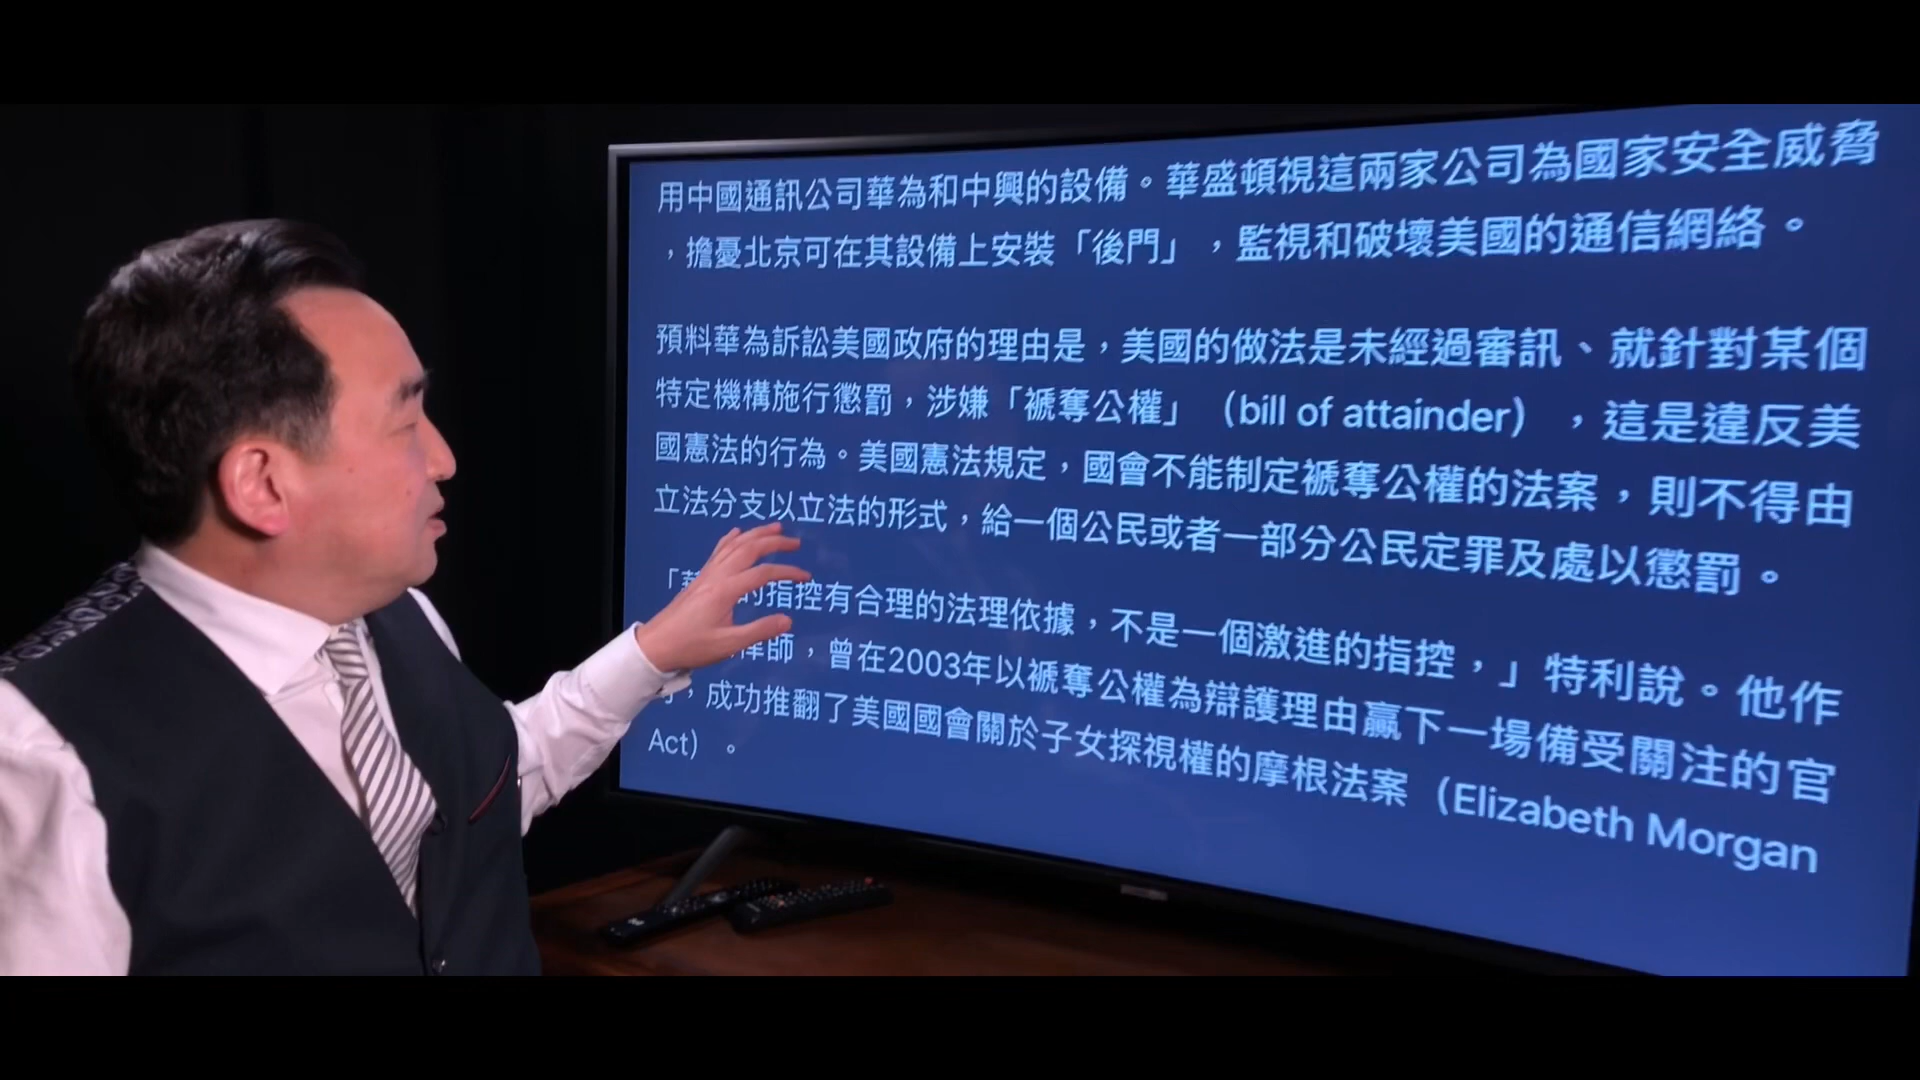 用中國通訊公司華為和中興的設備。華盛頓視這兩家公司為國家安全威脅
，擔憂北京可在其設備上安裝「後門」，監視和破壞美國的通信網絡。
預料華為訴訟美國政府的理由是，美國的做法是未經過審訊、就針對某個
特定機構施行懲罰，涉嫌「褫奪公權」（bill of attainder），這是違反美
國憲法的行為。美國憲法規定，國會不能制定褫奪公權的法案，則不得由
立法分支以立法的形式，給一個公民或者一部分公民定罪及處以懲罰。
「的指控有合理的法理依據，不是一個激進的指控，」特利說。他作
律師，曾在2003年以褫奪公權為辯護理由贏下一場備受關注的官
，成功推翻了美國國會關於子女探視權的摩根法案（Elizabeth Morgan
Act）。